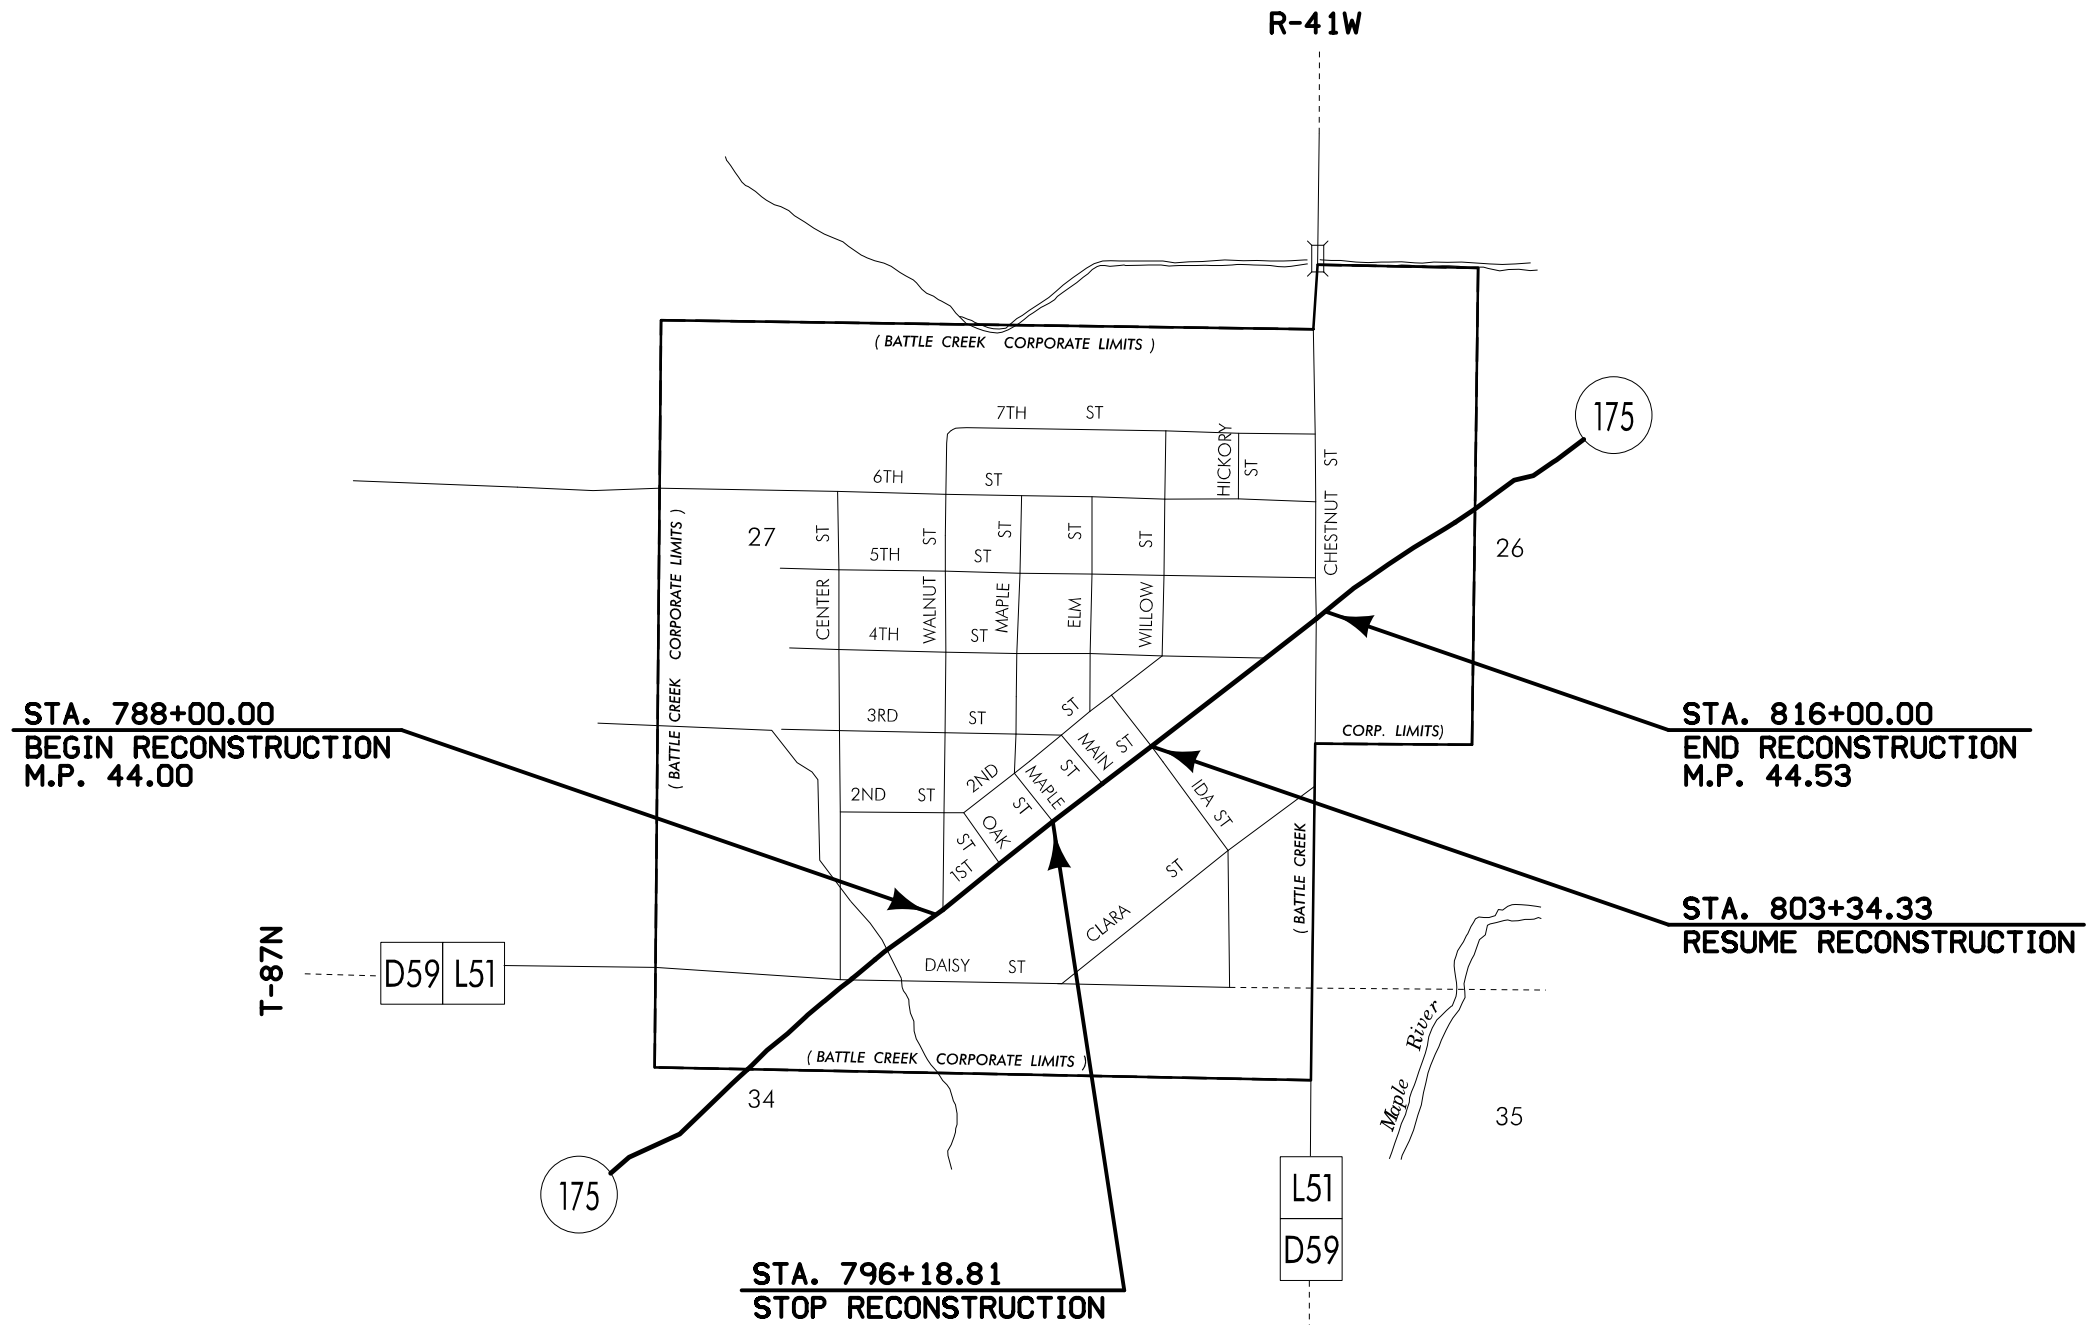 R-41W
( BATTLE CREEK CORPORATE LIMITS )
175
7TH ST
HICKORY ST
CHESTNUT ST
6TH ST
27
26
( BATTLE CREEK CORPORATE LIMITS )
CENTER ST
WALNUT ST
MAPLE ST
ELM ST
WILLOW ST
5TH ST
4TH ST
3RD ST
2ND ST
2ND ST
MAIN ST
MAPLE ST
OAK ST
1ST ST
IDA ST
CLARA ST
DAISY ST
CORP. LIMITS)
( BATTLE CREEK
STA. 788+00.00
BEGIN RECONSTRUCTION
M.P. 44.00
STA. 816+00.00
END RECONSTRUCTION
M.P. 44.53
STA. 803+34.33
RESUME RECONSTRUCTION
T-87N
D59 L51
Maple River
( BATTLE CREEK CORPORATE LIMITS )
34
35
175
L51
D59
STA. 796+18.81
STOP RECONSTRUCTION